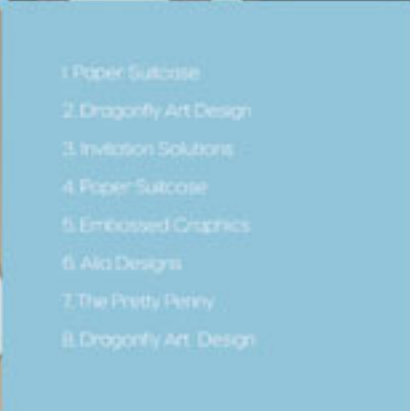 1. Paper Suitcase
2. Dragonfly Art Design
3. Invitation Solutions
4. Paper Suitcase
5. Embossed Graphics
6. Alia Designs
7. The Pretty Penny
8. Dragonfly Art Design